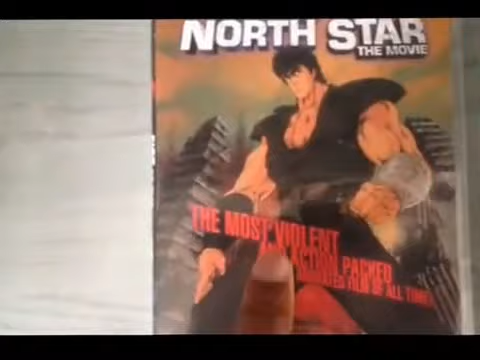 NORTH STAR
THE MOVIE
THE MOST VIOLENT
ACTION PACKED
ANIMATED FILM OF ALL TIME!